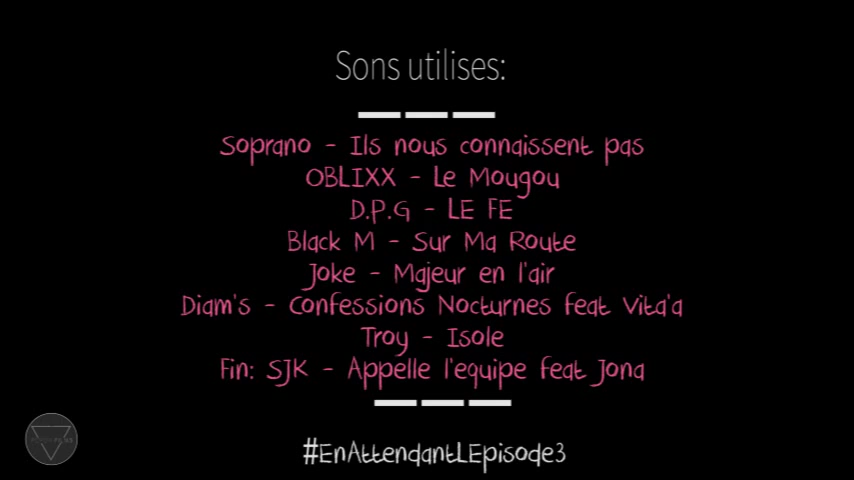 Sons utilises:
Soprano - Ils nous connaissent pas
OBLIXX - Le Mougou
D.P.G - LE FE
Black M - Sur Ma Route
Joke - Majeur en l'air
Diam's - Confessions Nocturnes feat Vita'a
Troy - Isole
Fin: SJK - Appelle l'equipe feat Jona
#EnAttendantLEpisode3